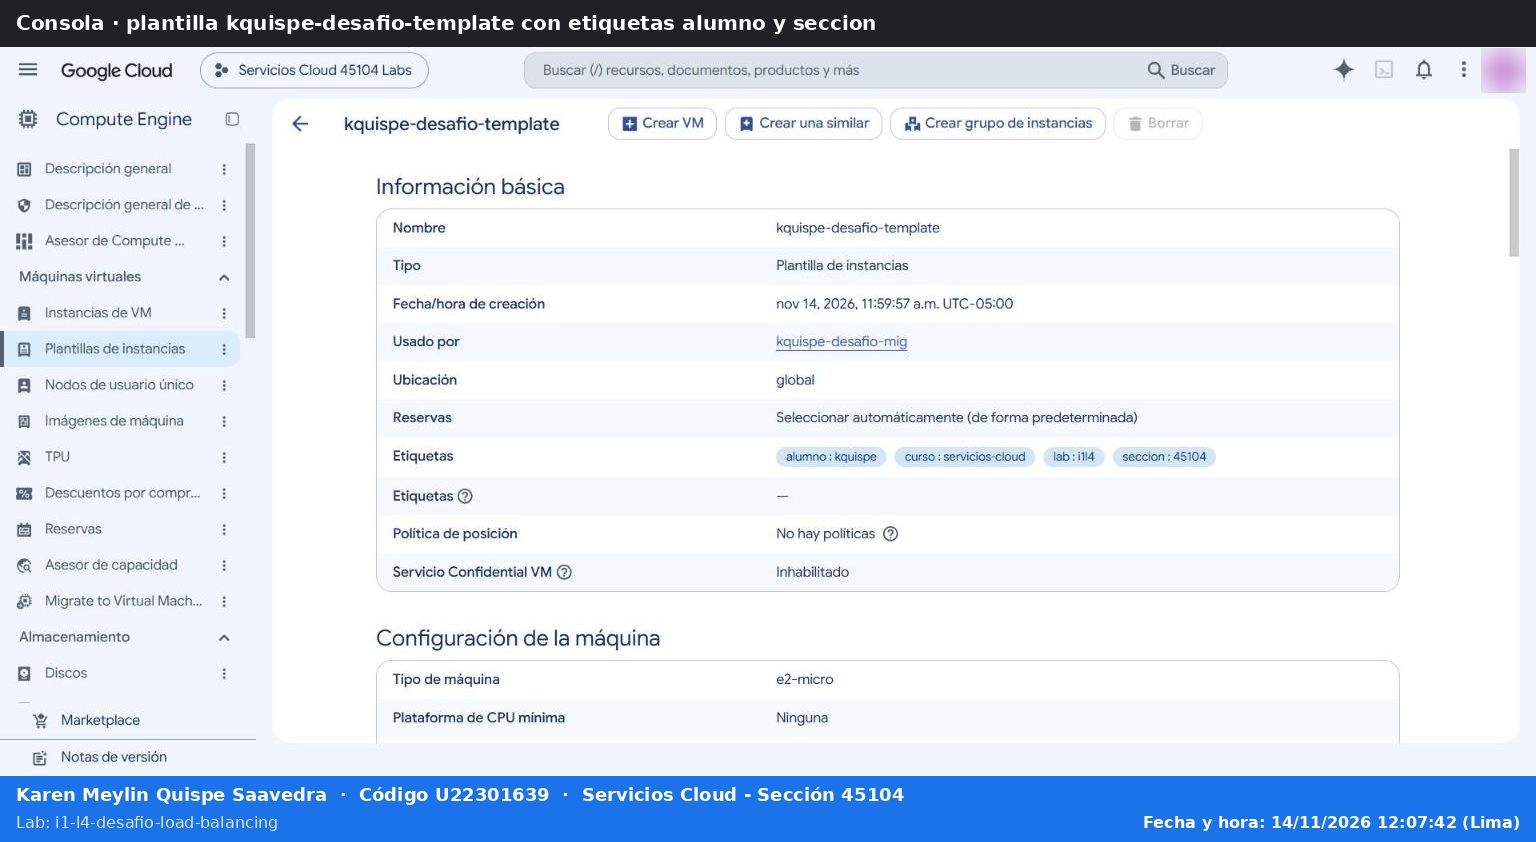 Consola · plantilla kquispe-desafio-template con etiquetas alumno y seccion
Google Cloud
Servicios Cloud 45104 Labs
Buscar (/) recursos, documentos, productos y más
Buscar
Compute Engine
kquispe-desafio-template
Crear VM
Crear una similar
Crear grupo de instancias
Borrar
Descripción general
Descripción general de ...
Asesor de Compute ...
Máquinas virtuales
Instancias de VM
Plantillas de instancias
Nodos de usuario único
Imágenes de máquina
TPU
Descuentos por compr...
Reservas
Asesor de capacidad
Migrate to Virtual Mach...
Almacenamiento
Discos
Marketplace
Notas de versión
Información básica
Nombre kquispe-desafio-template
Tipo Plantilla de instancias
Fecha/hora de creación nov 14, 2026, 11:59:57 a.m. UTC-05:00
Usado por kquispe-desafio-mig
Ubicación global
Reservas Seleccionar automáticamente (de forma predeterminada)
Etiquetas alumno : kquispe curso : servicios-cloud lab : i1l4 seccion : 45104
Etiquetas —
Política de posición No hay políticas
Servicio Confidential VM Inhabilitado
Configuración de la máquina
Tipo de máquina e2-micro
Plataforma de CPU mínima Ninguna
Karen Meylin Quispe Saavedra · Código U22301639 · Servicios Cloud - Sección 45104
Lab: i1-l4-desafio-load-balancing
Fecha y hora: 14/11/2026 12:07:42 (Lima)